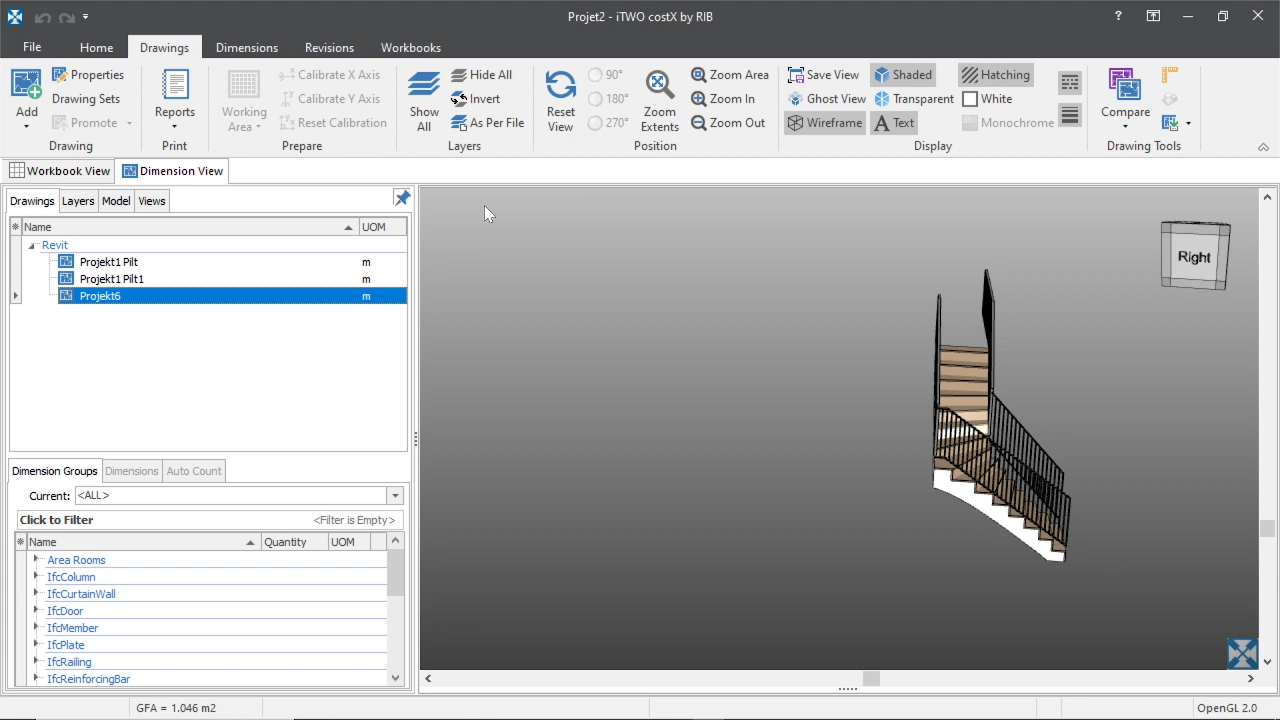 Projet2 - iTWO costX by RIB
?
File Home Drawings Dimensions Revisions Workbooks
Add
Properties
Drawing Sets
Promote
Drawing
Reports
Print
Working
Area
Calibrate X Axis
Calibrate Y Axis
Reset Calibration
Prepare
Show
All
Hide All
Invert
As Per File
Layers
Reset
View
90°
180°
270°
Zoom
Extents
Zoom Area
Zoom In
Zoom Out
Position
Save View
Ghost View
Wireframe
Shaded
Transparent
Text
Hatching
White
Monochrome
Display
Compare
Drawing Tools
Workbook View Dimension View
Drawings Layers Model Views
Name UOM
Revit
Projekt1 Pilt m
Projekt1 Pilt1 m
Projekt6 m
Right
Dimension Groups Dimensions Auto Count
Current: <ALL>
Click to Filter <Filter is Empty>
Name Quantity UOM
Area Rooms
IfcColumn
IfcCurtainWall
IfcDoor
IfcMember
IfcPlate
IfcRailing
IfcReinforcingBar
GFA = 1.046 m2
OpenGL 2.0